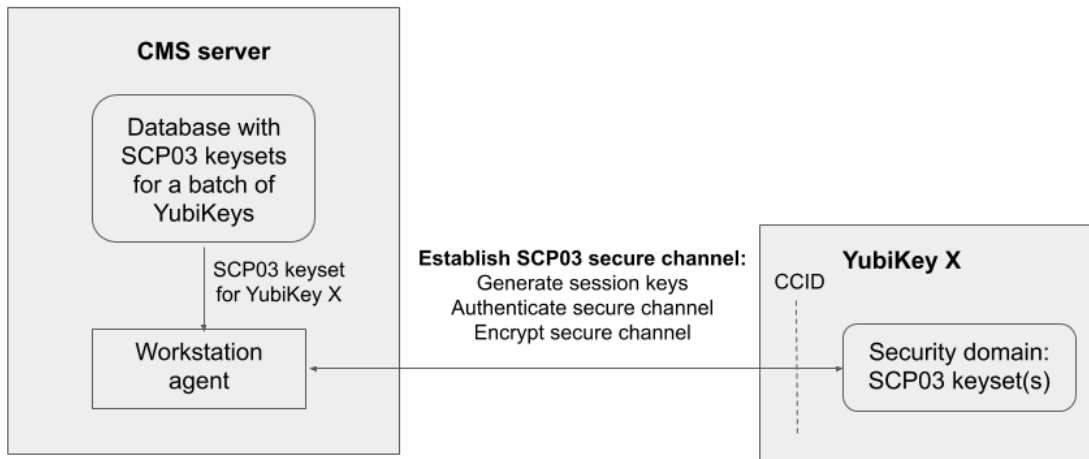 CMS server
Database with
SCP03 keysets
for a batch of
YubiKeys
SCP03 keyset
for YubiKey X
Workstation
agent
Establish SCP03 secure channel:
Generate session keys
Authenticate secure channel
Encrypt secure channel
YubiKey X
CCID
Security domain:
SCP03 keyset(s)